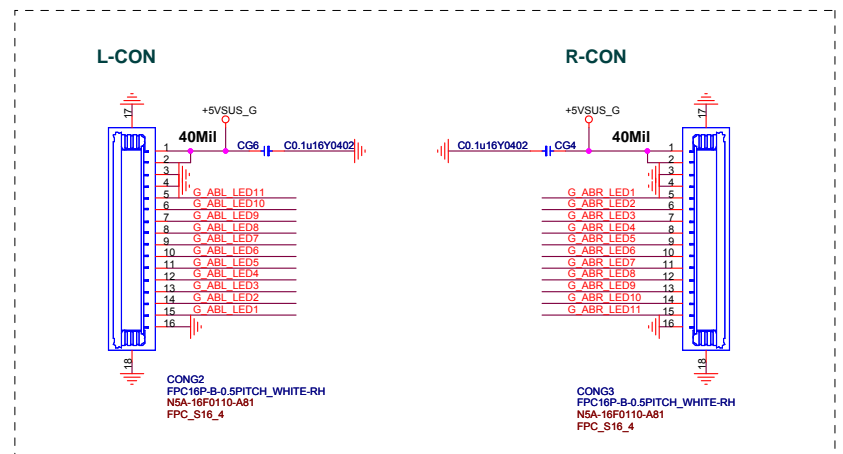 L-CON
R-CON
17
17
+5VSUS_G
+5VSUS_G
40Mil
40Mil
CG6
C0.1u16Y0402
C0.1u16Y0402
CG4
1
2
3
4
5
6
7
8
9
10
11
12
13
14
15
16
G_ABL_LED11
G_ABL_LED10
G_ABL_LED9
G_ABL_LED8
G_ABL_LED7
G_ABL_LED6
G_ABL_LED5
G_ABL_LED4
G_ABL_LED3
G_ABL_LED2
G_ABL_LED1
G_ABR_LED1
G_ABR_LED2
G_ABR_LED3
G_ABR_LED4
G_ABR_LED5
G_ABR_LED6
G_ABR_LED7
G_ABR_LED8
G_ABR_LED9
G_ABR_LED10
G_ABR_LED11
1
2
3
4
5
6
7
8
9
10
11
12
13
14
15
16
18
18
CONG2
FPC16P-B-0.5PITCH_WHITE-RH
N5A-16F0110-A81
FPC_S16_4
CONG3
FPC16P-B-0.5PITCH_WHITE-RH
N5A-16F0110-A81
FPC_S16_4